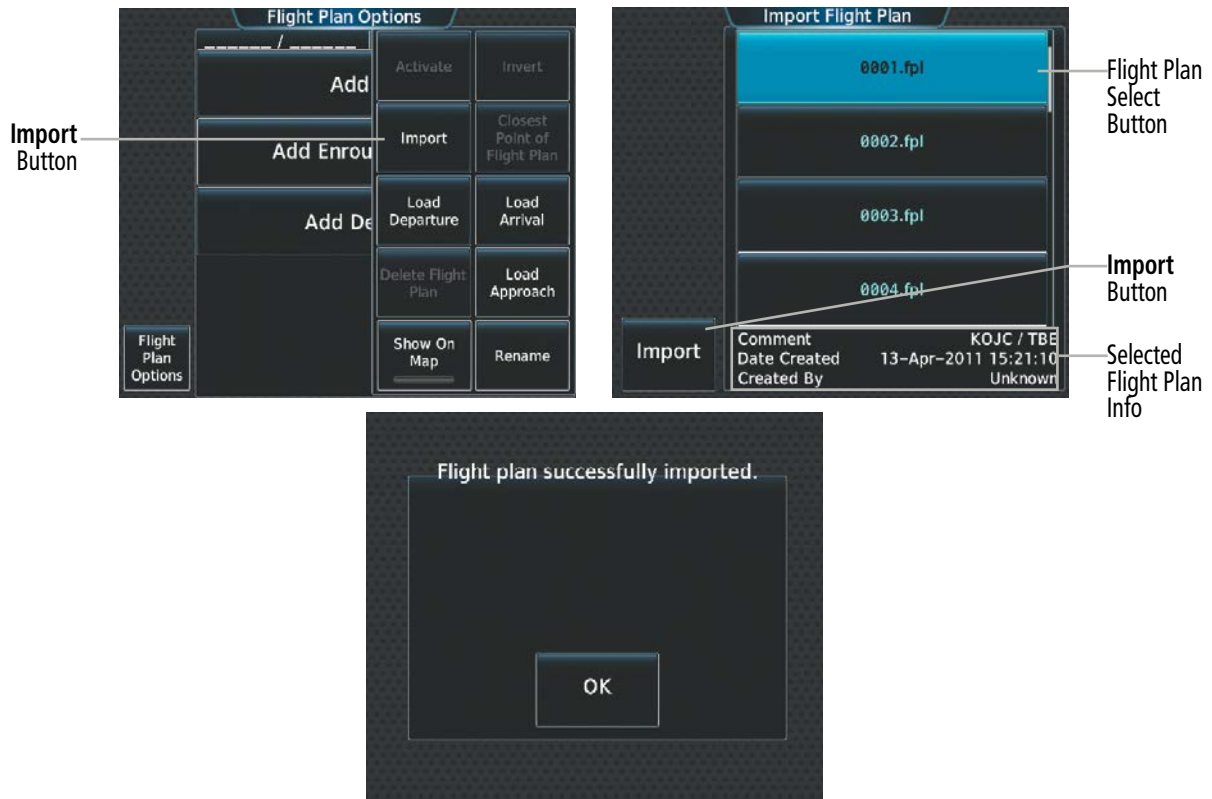 Flight Plan Options
______ / ______
Add
Activate
Invert
Import
Button
Add Enrou
Import
Closest
Point of
Flight Plan
Add De
Load
Departure
Load
Arrival
Delete Flight
Plan
Load
Approach
Flight
Plan
Options
Show On
Map
Rename
Import Flight Plan
0001.fpl
Flight Plan
Select
Button
0002.fpl
0003.fpl
0004.fpl
Import
Button
Import
Comment KOJC / TBE
Date Created 13-Apr-2011 15:21:10
Created By Unknown
Selected
Flight Plan
Info
Flight plan successfully imported.
OK